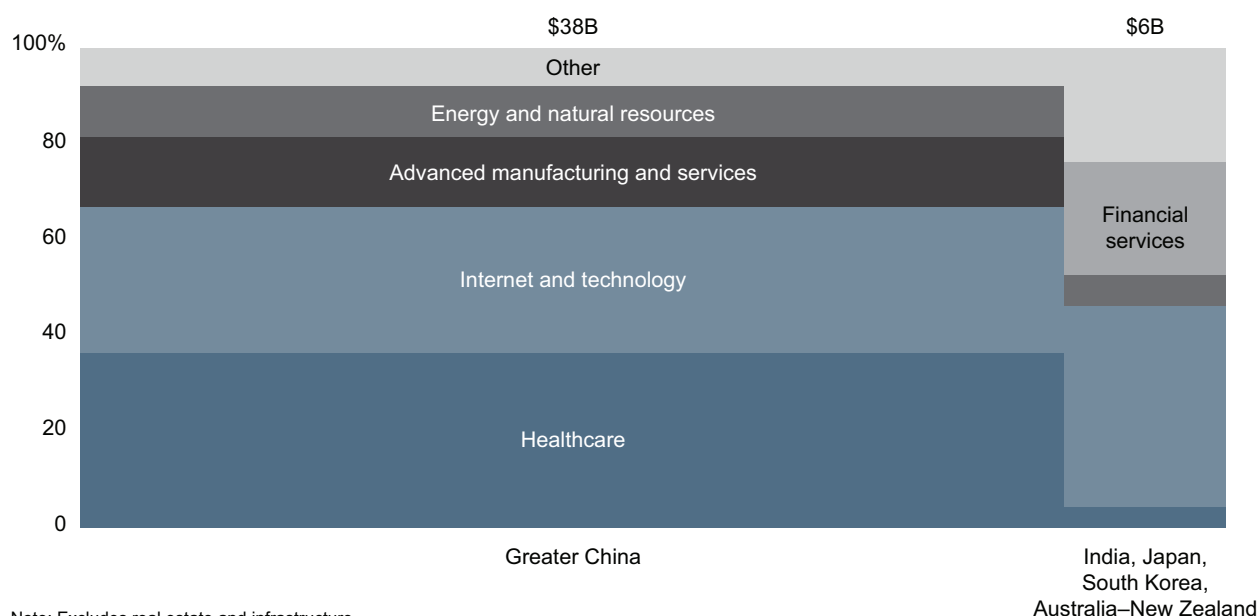 $38B
$6B
100%
Other
Energy and natural resources
80
Advanced manufacturing and services
60
Financial
services
Internet and technology
40
20
Healthcare
0
Greater China
India, Japan,
South Korea,
Australia–New Zealand
Note: Excludes real estate and infrastructure